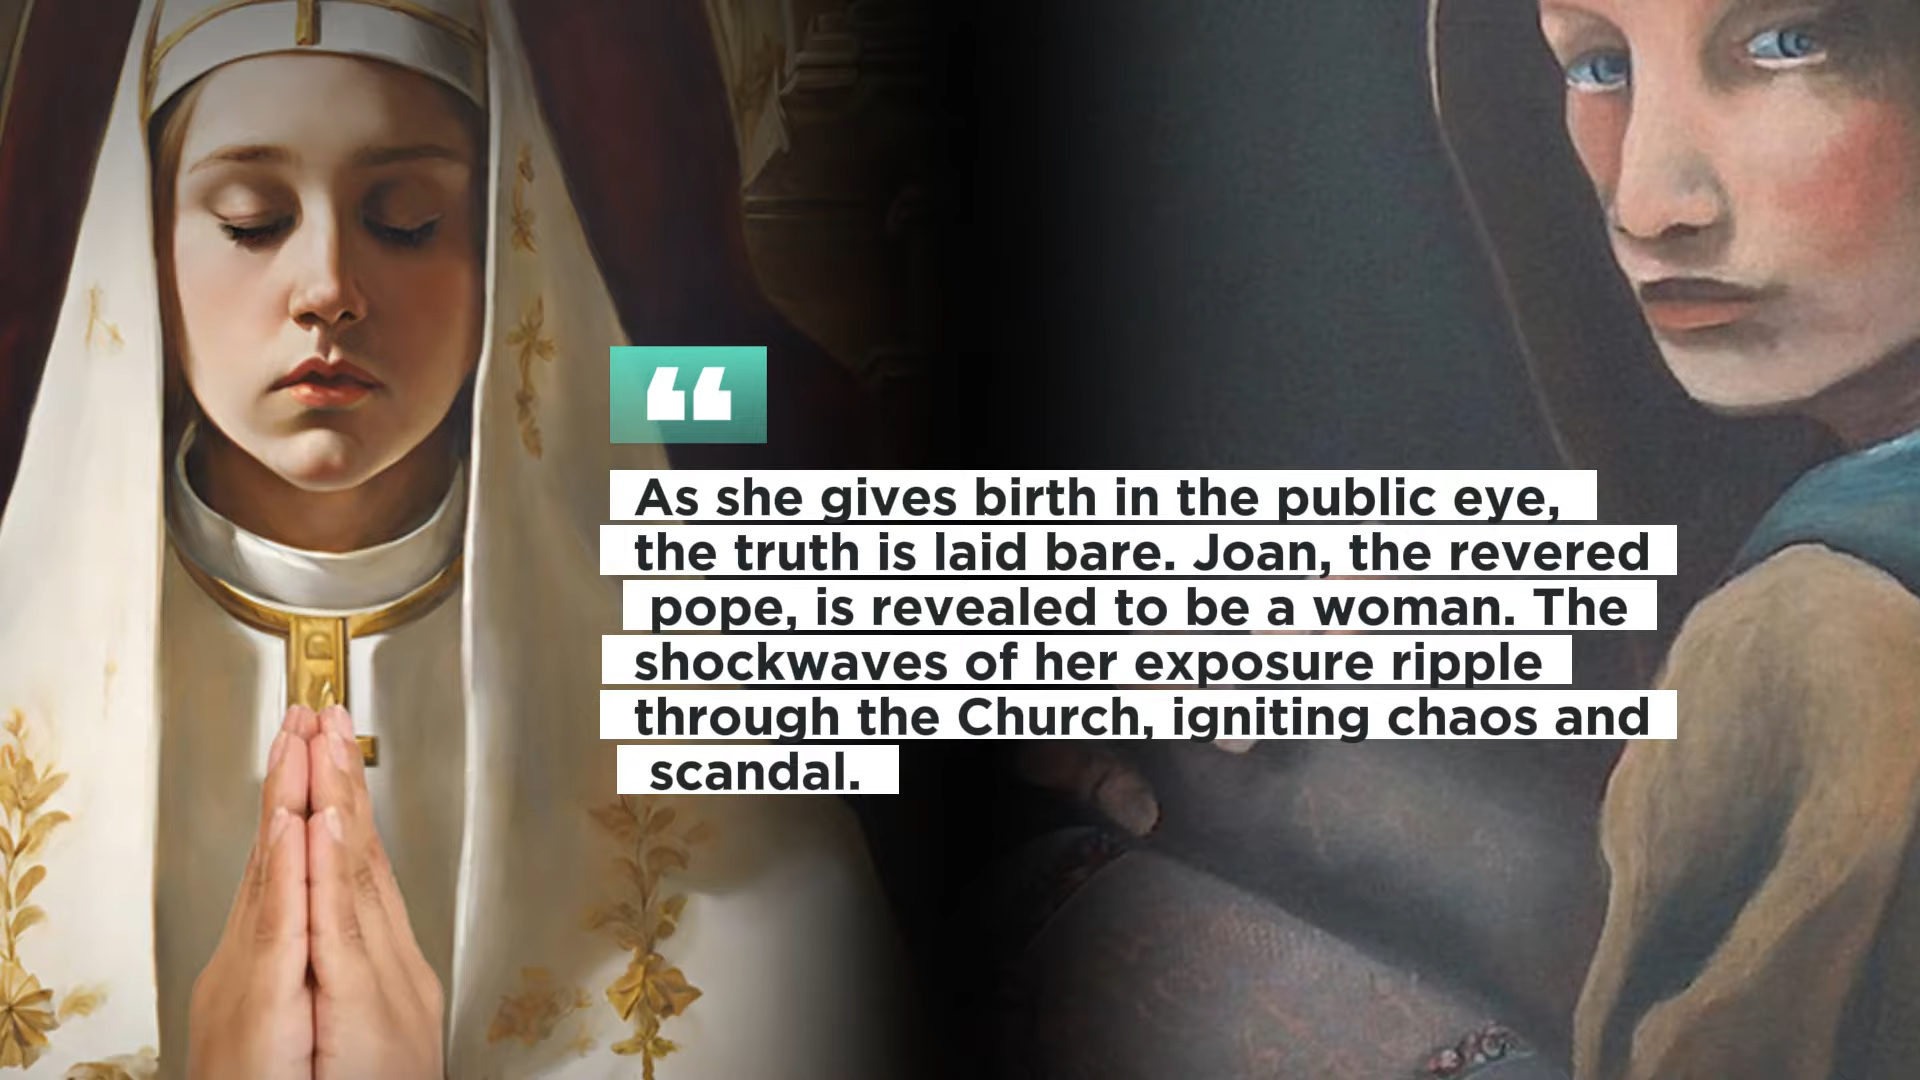 “
As she gives birth in the public eye,
the truth is laid bare. Joan, the revered
pope, is revealed to be a woman. The
shockwaves of her exposure ripple
through the Church, igniting chaos and
scandal.